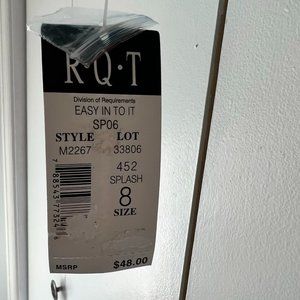 R·Q·T
Division of Requirements
EASY IN TO IT
SP06
STYLE LOT
M2267 33806
452
SPLASH
8
SIZE
MSRP $48.00